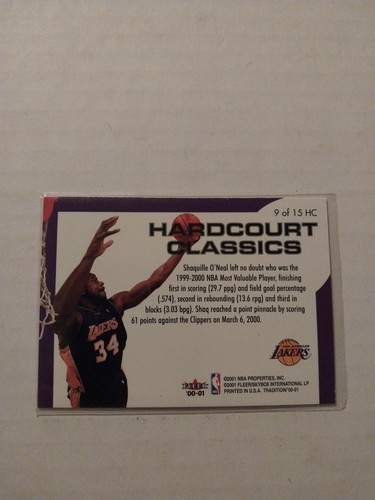 9 of 15 HC
HARDCOURT
CLASSICS
Shaquille O'Neal left no doubt who was the
1999-2000 NBA Most Valuable Player, finishing
first in scoring (29.7 ppg) and field goal percentage
(.574), second in rebounding (13.6 rpg) and third in
blocks (3.03 bpg). Shaq reached a point pinnacle by scoring
61 points against the Clippers on March 6, 2000.
LAKERS
34
LOS ANGELES
LAKERS
FLEER
'00-01
©2001 NBA PROPERTIES, INC.
©2001 FLEER/SKYBOX INTERNATIONAL LP
PRINTED IN U.S.A. TRADITION'00-01